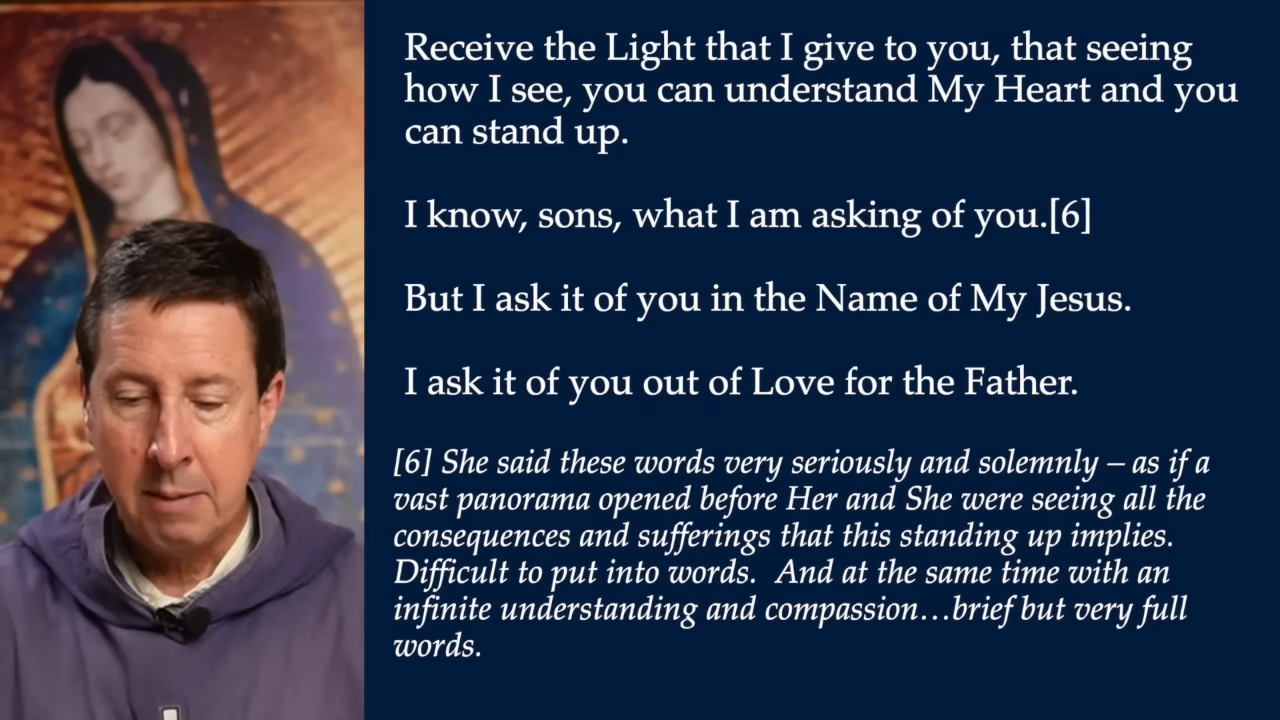 Receive the Light that I give to you, that seeing
how I see, you can understand My Heart and you
can stand up.
I know, sons, what I am asking of you.[6]
But I ask it of you in the Name of My Jesus.
I ask it of you out of Love for the Father.
[6] She said these words very seriously and solemnly – as if a
vast panorama opened before Her and She were seeing all the
consequences and sufferings that this standing up implies.
Difficult to put into words.  And at the same time with an
infinite understanding and compassion…brief but very full
words.